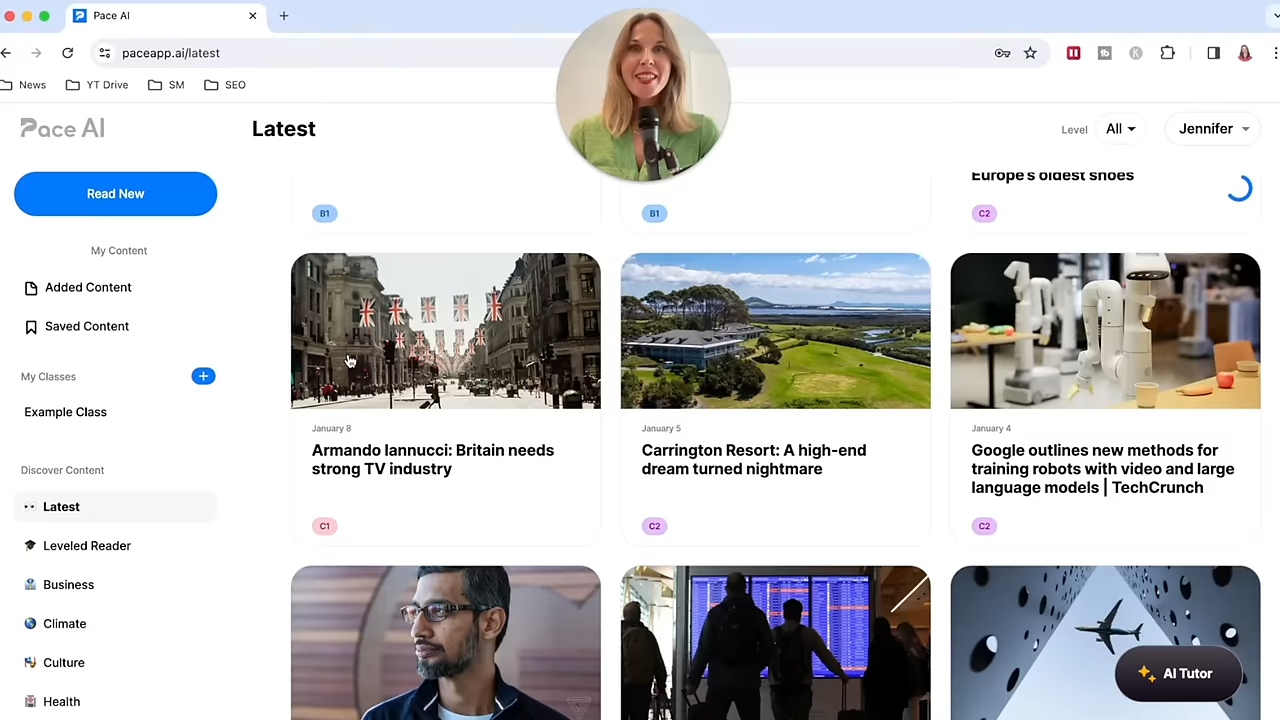 Pace AI
paceapp.ai/latest
News
YT Drive
SM
SEO
Pace AI
Latest
Level
All
Jennifer
Read New
My Content
Added Content
Saved Content
My Classes
Example Class
Discover Content
Latest
Leveled Reader
Business
Climate
Culture
Health
B1
B1
Europe's oldest shoes
C2
January 8
Armando Iannucci: Britain needs
strong TV industry
C1
January 5
Carrington Resort: A high-end
dream turned nightmare
C2
January 4
Google outlines new methods for
training robots with video and large
language models | TechCrunch
C2
AI Tutor